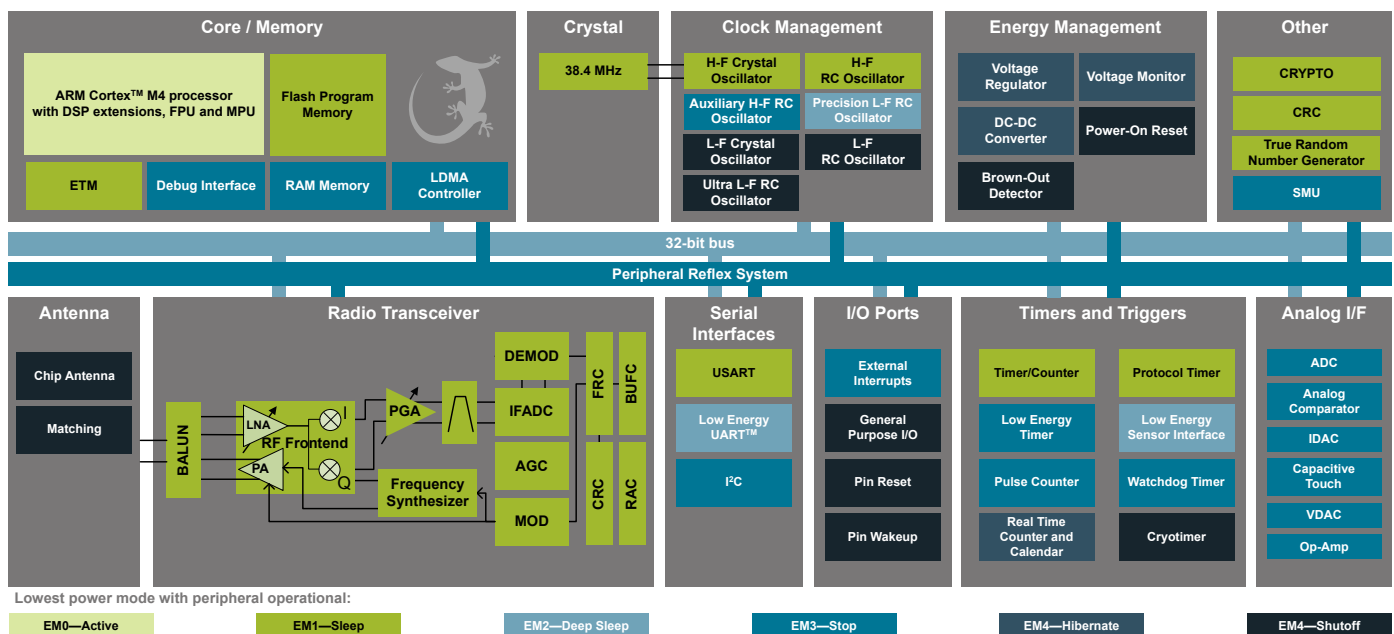 Core / Memory
ARM Cortex™ M4 processor
with DSP extensions, FPU and MPU
Flash Program
Memory
ETM
Debug Interface
RAM Memory
LDMA
Controller
Crystal
38.4 MHz
Clock Management
H-F Crystal
Oscillator
H-F
RC Oscillator
Auxiliary H-F RC
Oscillator
Precision L-F RC
Oscillator
L-F Crystal
Oscillator
L-F
RC Oscillator
Ultra L-F RC
Oscillator
Energy Management
Voltage
Regulator
Voltage Monitor
DC-DC
Converter
Power-On Reset
Brown-Out
Detector
Other
CRYPTO
CRC
True Random
Number Generator
SMU
32-bit bus
Peripheral Reflex System
Antenna
Chip Antenna
Matching
Radio Transceiver
BALUN
LNA
RF Frontend
PA
I
Q
PGA
Frequency
Synthesizer
DEMOD
IFADC
AGC
MOD
FRC
BUFC
CRC
RAC
Serial
Interfaces
USART
Low Energy
UART™
I²C
I/O Ports
External
Interrupts
General
Purpose I/O
Pin Reset
Pin Wakeup
Timers and Triggers
Timer/Counter
Protocol Timer
Low Energy
Timer
Low Energy
Sensor Interface
Pulse Counter
Watchdog Timer
Real Time
Counter and
Calendar
Cryotimer
Analog I/F
ADC
Analog
Comparator
IDAC
Capacitive
Touch
VDAC
Op-Amp
Lowest power mode with peripheral operational:
EM0—Active
EM1—Sleep
EM2—Deep Sleep
EM3—Stop
EM4—Hibernate
EM4—Shutoff